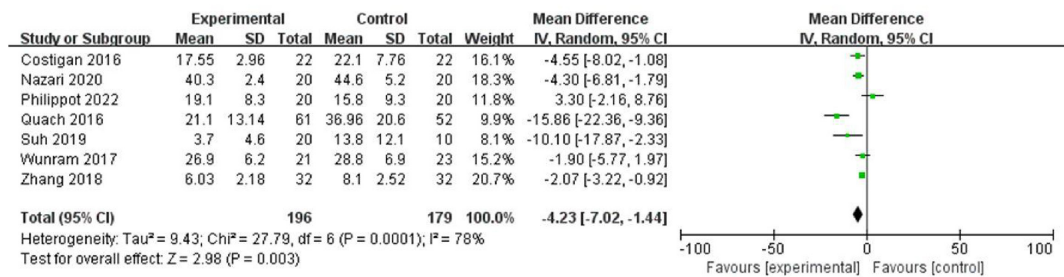 Experimental Control Mean Difference Mean Difference
Study or Subgroup Mean SD Total Mean SD Total Weight IV, Random, 95% CI IV, Random, 95% CI
Costigan 2016 17.55 2.96 22 22.1 7.76 22 16.1% -4.55 [-8.02, -1.08]
Nazari 2020 40.3 2.4 20 44.6 5.2 20 18.3% -4.30 [-6.81, -1.79]
Philippot 2022 19.1 8.3 20 15.8 9.3 20 11.8% 3.30 [-2.16, 8.76]
Quach 2016 21.1 13.14 61 36.96 20.6 52 9.9% -15.86 [-22.36, -9.36]
Suh 2019 3.7 4.6 20 13.8 12.1 10 8.0% -10.10 [-17.87, -2.33]
Wunram 2017 26.9 6.2 21 28.8 6.9 23 15.2% -1.90 [-5.77, 1.97]
Zhang 2018 6.03 2.18 32 8.1 2.52 32 20.7% -2.07 [-3.22, -0.92]
Total (95% CI) 196 179 100.0% -4.23 [-7.02, -1.44]
Heterogeneity: Tau² = 9.43; Chi² = 27.79, df = 6 (P = 0.0001); I² = 78%
Test for overall effect: Z = 2.98 (P = 0.003)
-100 -50 0 50 100
Favours [experimental] Favours [control]